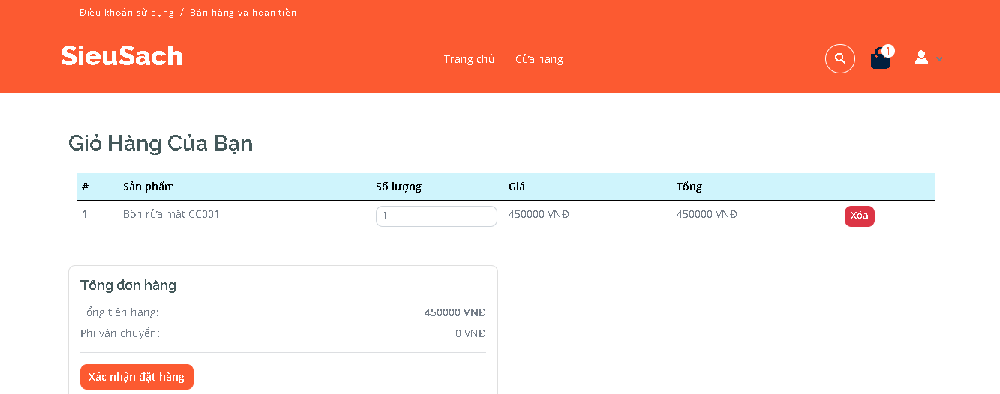 Điều khoản sử dụng / Bán hàng và hoàn tiền
SieuSach
Trang chủ Cửa hàng
1
Giỏ Hàng Của Bạn
# Sản phẩm Số lượng Giá Tổng
1 Bồn rửa mặt CC001 1 450000 VNĐ 450000 VNĐ Xóa
Tổng đơn hàng
Tổng tiền hàng: 450000 VNĐ
Phí vận chuyển: 0 VNĐ
Xác nhận đặt hàng